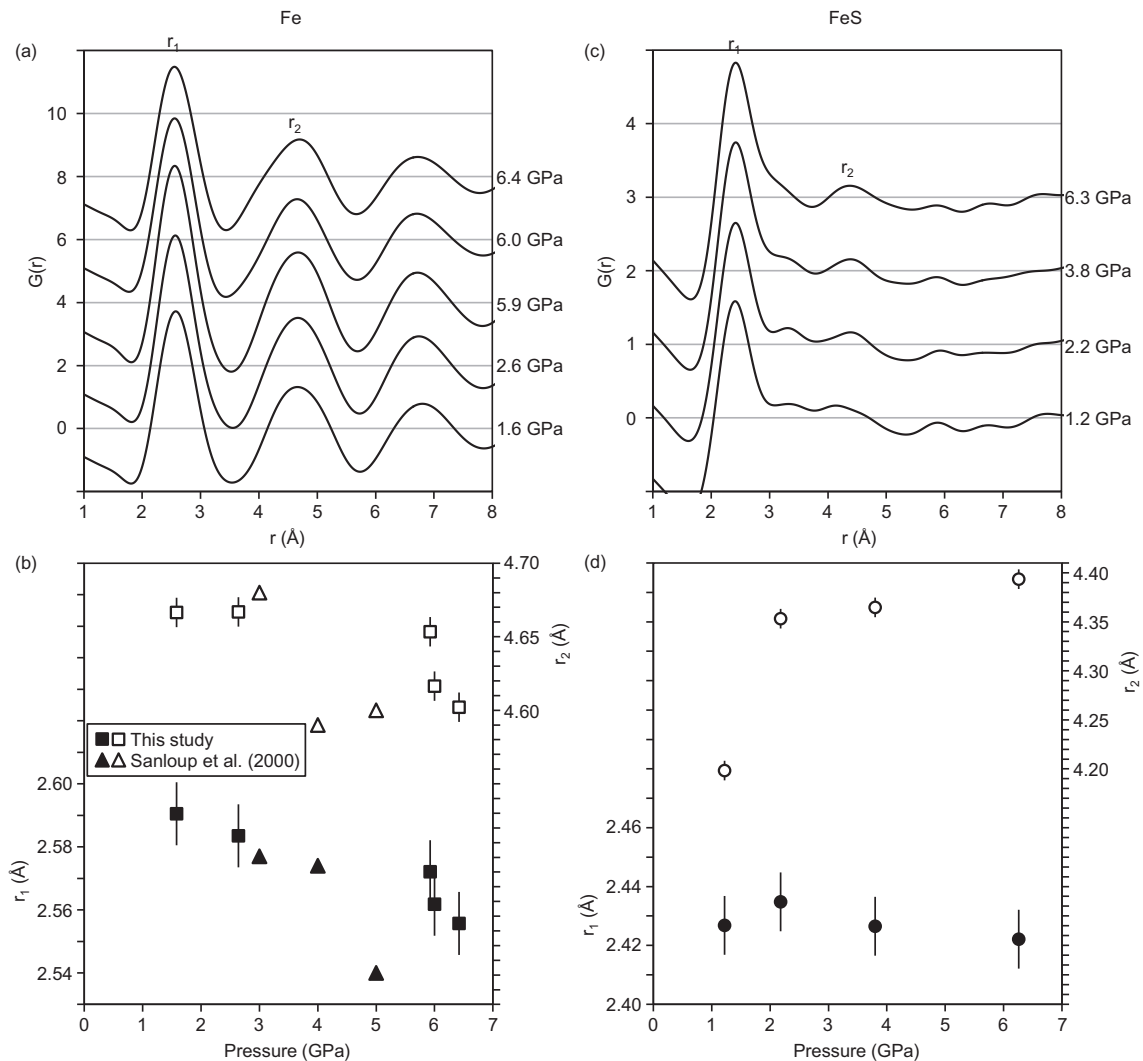 Fe
(a)
r1
r2
10
8
6
4
2
0
G(r)
6.4 GPa
6.0 GPa
5.9 GPa
2.6 GPa
1.6 GPa
1 2 3 4 5 6 7 8
r (Å)
FeS
(c)
r1
r2
4
3
2
1
0
G(r)
6.3 GPa
3.8 GPa
2.2 GPa
1.2 GPa
1 2 3 4 5 6 7 8
r (Å)
(b)
4.70
4.65
4.60
r2 (Å)
This study
Sanloup et al. (2000)
2.60
2.58
2.56
2.54
r1 (Å)
0 1 2 3 4 5 6 7
Pressure (GPa)
(d)
4.40
4.35
4.30
4.25
4.20
r2 (Å)
2.46
2.44
2.42
2.40
r1 (Å)
0 1 2 3 4 5 6 7
Pressure (GPa)